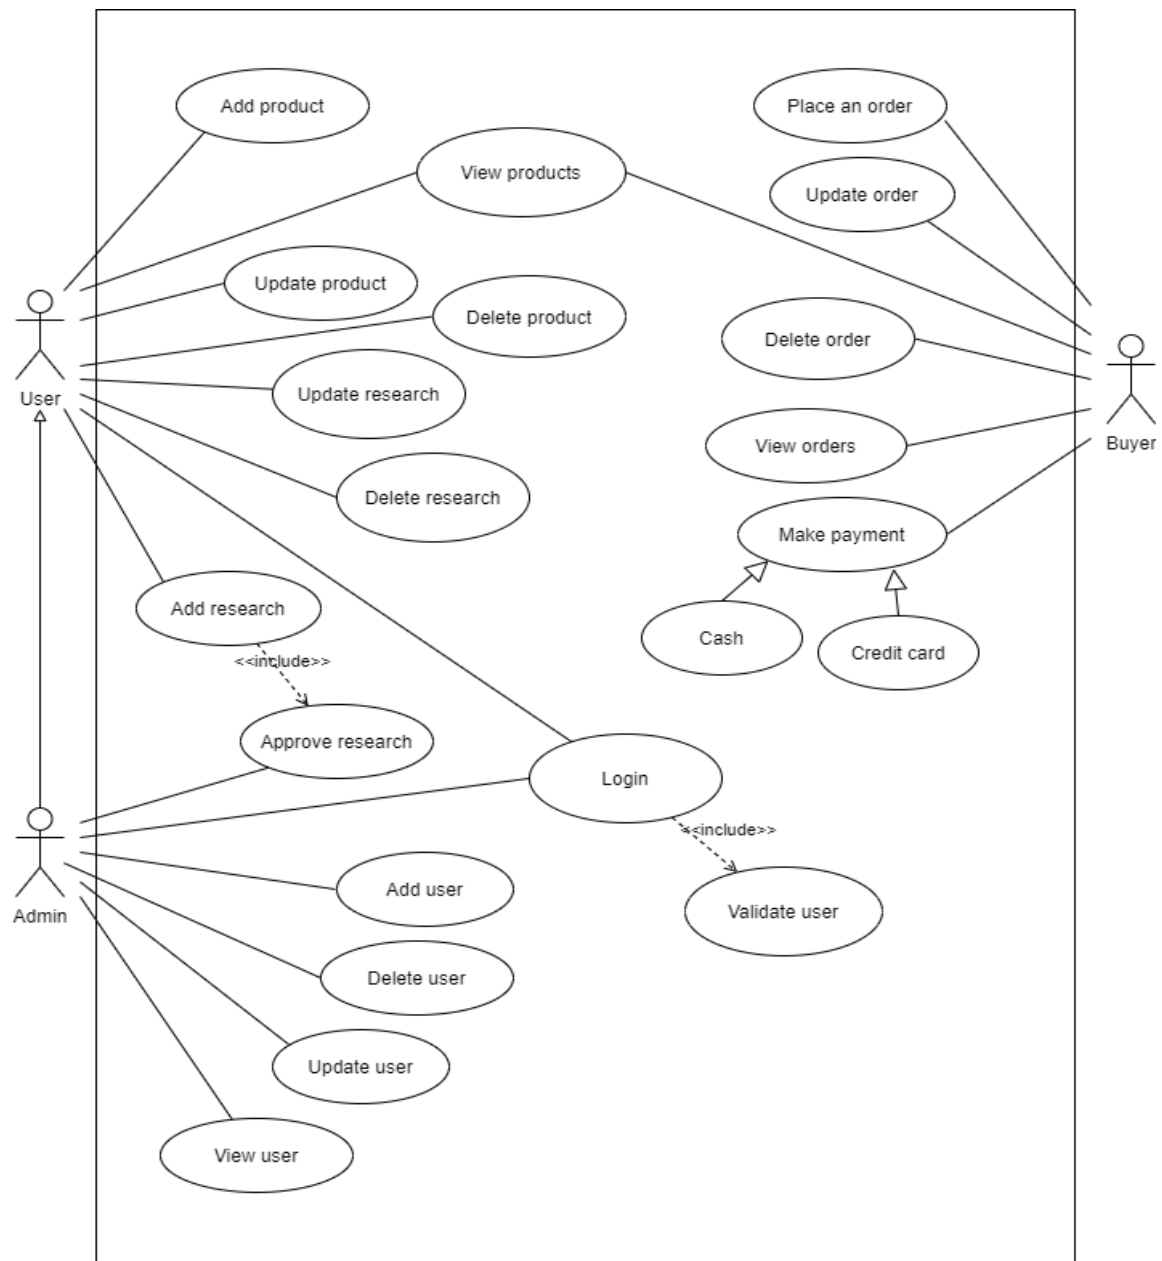 Add product
Place an order
View products
Update order
Update product
Delete product
Delete order
Update research
User
View orders
Buyer
Delete research
Make payment
Add research
Cash
Credit card
<<include>>
Approve research
Login
<<include>>
Add user
Validate user
Admin
Delete user
Update user
View user